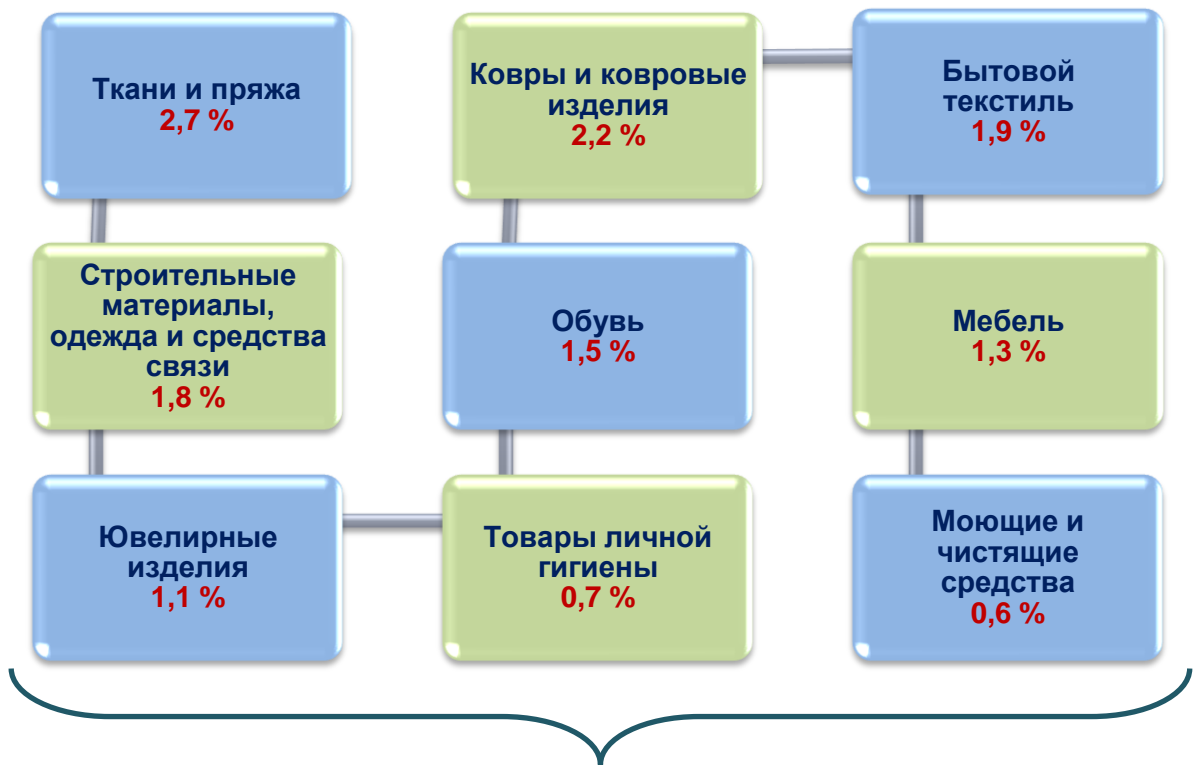 Ткани и пряжа
2,7 %
Строительные
материалы,
одежда и средства
связи
1,8 %
Ювелирные
изделия
1,1 %
Товары личной
гигиены
0,7 %
Обувь
1,5 %
Ковры и ковровые
изделия
2,2 %
Бытовой
текстиль
1,9 %
Мебель
1,3 %
Моющие и
чистящие
средства
0,6 %